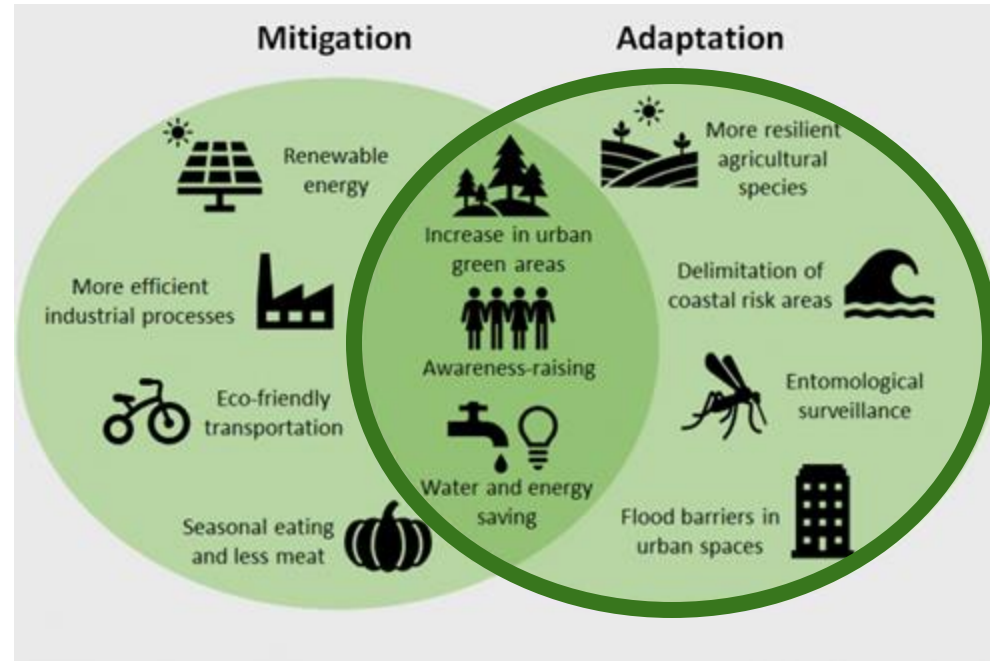 Mitigation
Adaptation
Renewable
energy
More efficient
industrial processes
Eco-friendly
transportation
Seasonal eating
and less meat
Increase in urban
green areas
Awareness-raising
Water and energy
saving
More resilient
agricultural
species
Delimitation of
coastal risk areas
Entomological
surveillance
Flood barriers in
urban spaces